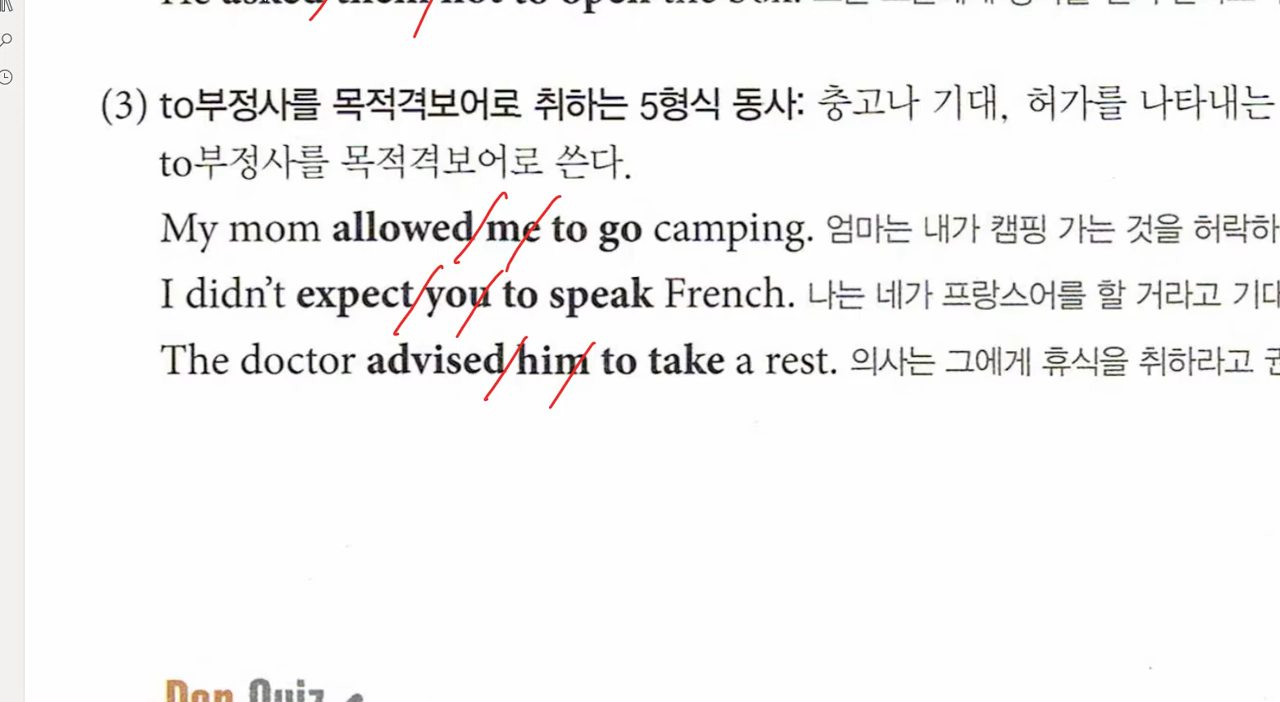 to open the
(3) to부정사를 목적격보어로 취하는 5형식 동사: 충고나 기대, 허가를 나타내는
to부정사를 목적격보어로 쓴다.
My mom allowed me to go camping. 엄마는 내가 캠핑 가는 것을 허락하
I didn't expect you to speak French. 나는 네가 프랑스어를 할 거라고 기대
The doctor advised him to take a rest. 의사는 그에게 휴식을 취하라고 권
Quiz